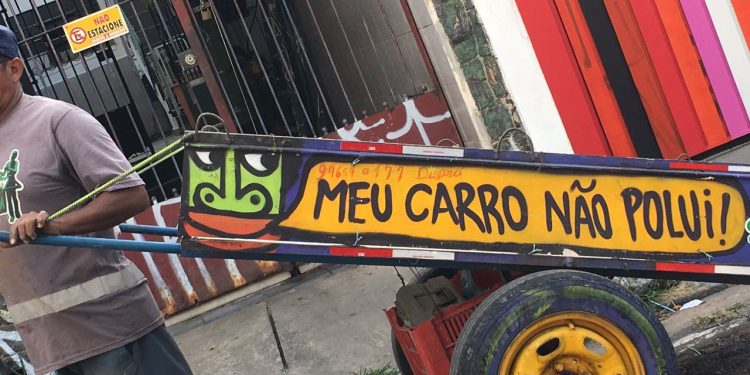 NÃO
ESTACIONE
MEU CARRO NÃO POLUi!